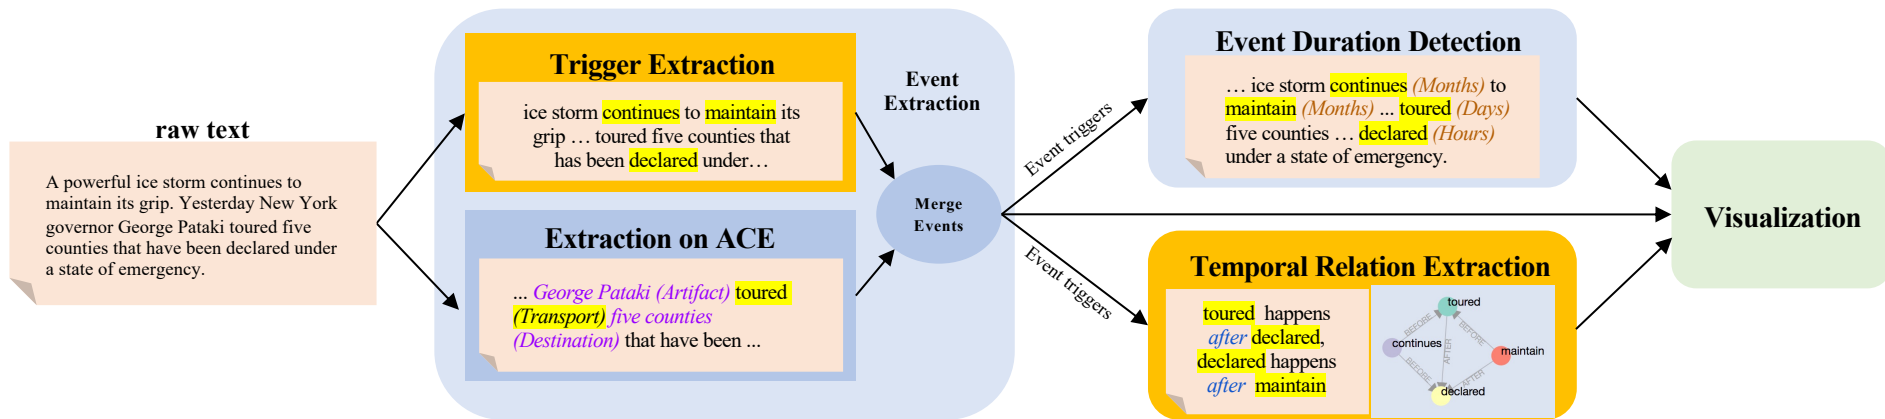 raw text
A powerful ice storm continues to
maintain its grip. Yesterday New York
governor George Pataki toured five
counties that have been declared under
a state of emergency.
Trigger Extraction
ice storm continues to maintain its
grip … toured five counties that
has been declared under…
Event
Extraction
Extraction on ACE
... George Pataki (Artifact) toured
(Transport) five counties
(Destination) that have been ...
Merge
Events
Event triggers
Event triggers
Event Duration Detection
… ice storm continues (Months) to
maintain (Months) ... toured (Days)
five counties … declared (Hours)
under a state of emergency.
Temporal Relation Extraction
toured happens
after declared,
declared happens
after maintain
toured
BEFORE
BEFORE
continues
AFTER
maintain
BEFORE
AFTER
declared
Visualization